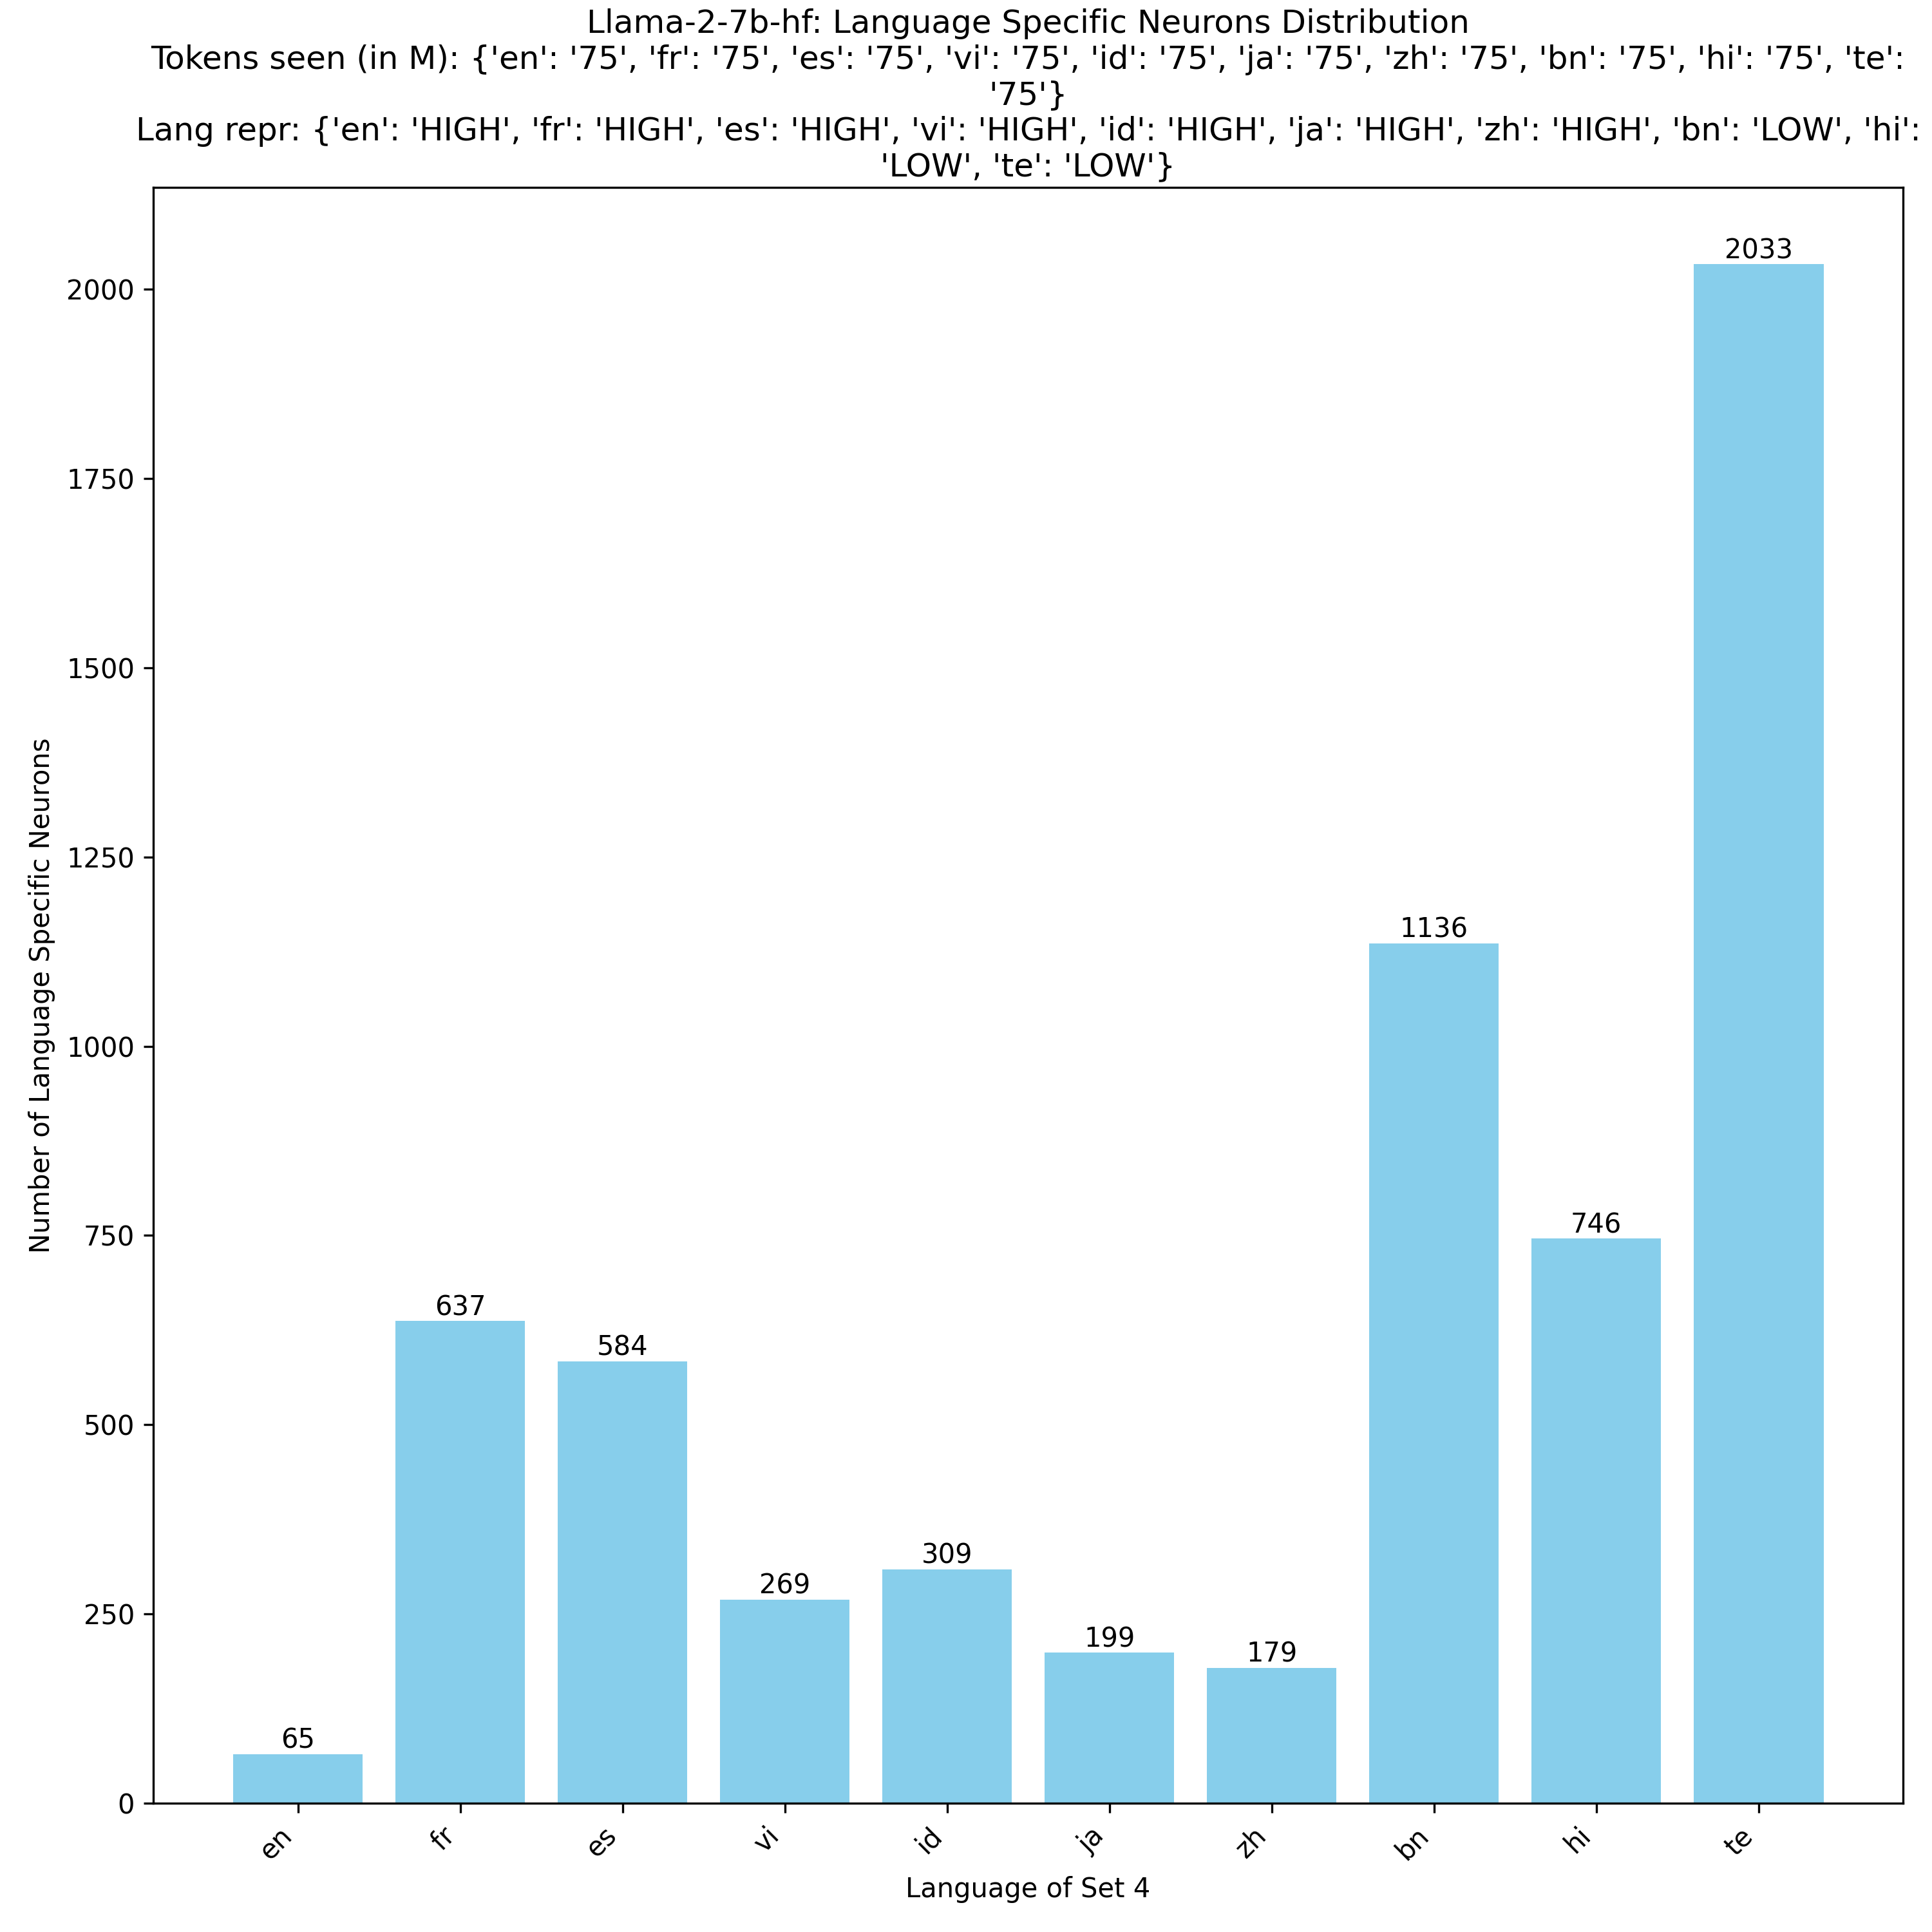 Llama-2-7b-hf: Language Specific Neurons Distribution
Tokens seen (in M): {'en': '75', 'fr': '75', 'es': '75', 'vi': '75', 'id': '75', 'ja': '75', 'zh': '75', 'bn': '75', 'hi': '75', 'te':
'75'}
Lang repr: {'en': 'HIGH', 'fr': 'HIGH', 'es': 'HIGH', 'vi': 'HIGH', 'id': 'HIGH', 'ja': 'HIGH', 'zh': 'HIGH', 'bn': 'LOW', 'hi':
'LOW', 'te': 'LOW'}
Number of Language Specific Neurons
2000
1750
1500
1250
1000
750
500
250
0
65
637
584
269
309
199
179
1136
746
2033
en
fr
es
vi
id
ja
zh
bn
hi
te
Language of Set 4